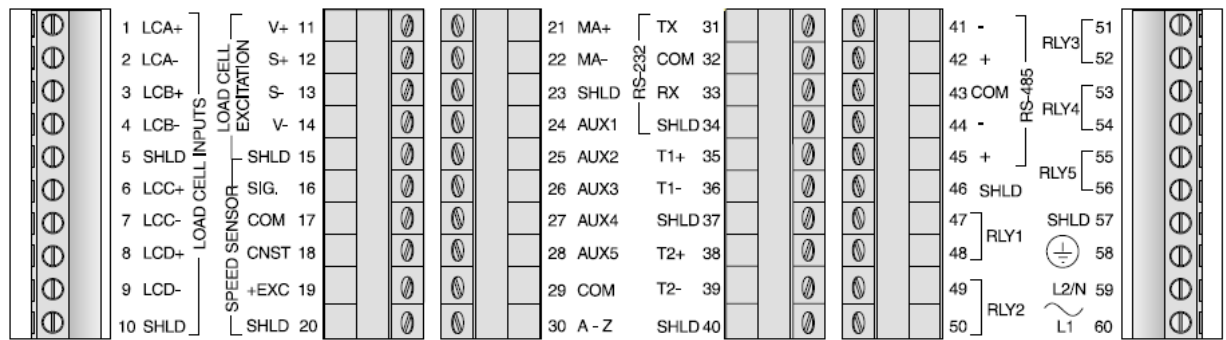 1 LCA+
2 LCA-
3 LCB+
4 LCB-
5 SHLD
6 LCC+
7 LCC-
8 LCD+
9 LCD-
10 SHLD
LOAD CELL INPUTS
LOAD CELL
EXCITATION
SPEED SENSOR
V+ 11
S+ 12
S- 13
V- 14
SHLD 15
SIG. 16
COM 17
CNST 18
+EXC 19
SHLD 20
21 MA+
22 MA-
23 SHLD
24 AUX1
25 AUX2
26 AUX3
27 AUX4
28 AUX5
29 COM
30 A - Z
RS-232
TX 31
COM 32
RX 33
SHLD 34
T1+ 35
T1- 36
SHLD 37
T2+ 38
T2- 39
SHLD 40
41 -
42 +
43 COM
44 -
45 +
46 SHLD
47
48
49
50
RS-485
RLY1
RLY2
RLY3
RLY4
RLY5
51
52
53
54
55
56
SHLD 57
58
L2/N 59
L1 60